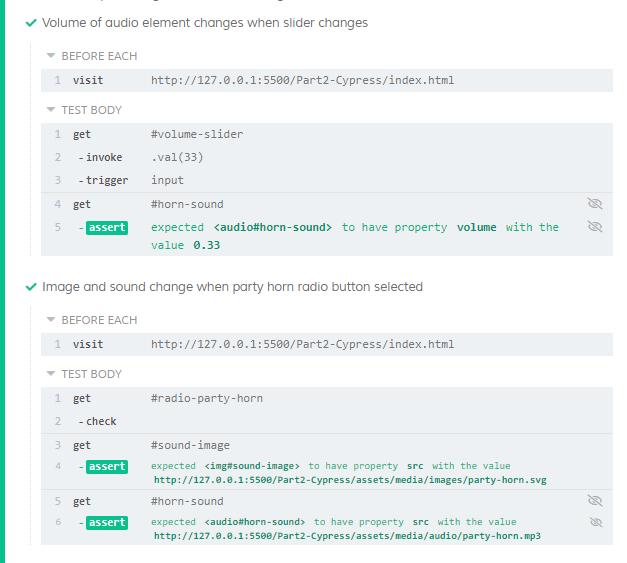 Volume of audio element changes when slider changes
BEFORE EACH
1 visit http://127.0.0.1:5500/Part2-Cypress/index.html
TEST BODY
1 get #volume-slider
2 -invoke .val(33)
3 -trigger input
4 get #horn-sound
5 -assert expected <audio#horn-sound> to have property volume with the
value 0.33
Image and sound change when party horn radio button selected
BEFORE EACH
1 visit http://127.0.0.1:5500/Part2-Cypress/index.html
TEST BODY
1 get #radio-party-horn
2 -check
3 get #sound-image
4 -assert expected <img#sound-image> to have property src with the value
http://127.0.0.1:5500/Part2-Cypress/assets/media/images/party-horn.svg
5 get #horn-sound
6 -assert expected <audio#horn-sound> to have property src with the value
http://127.0.0.1:5500/Part2-Cypress/assets/media/audio/party-horn.mp3